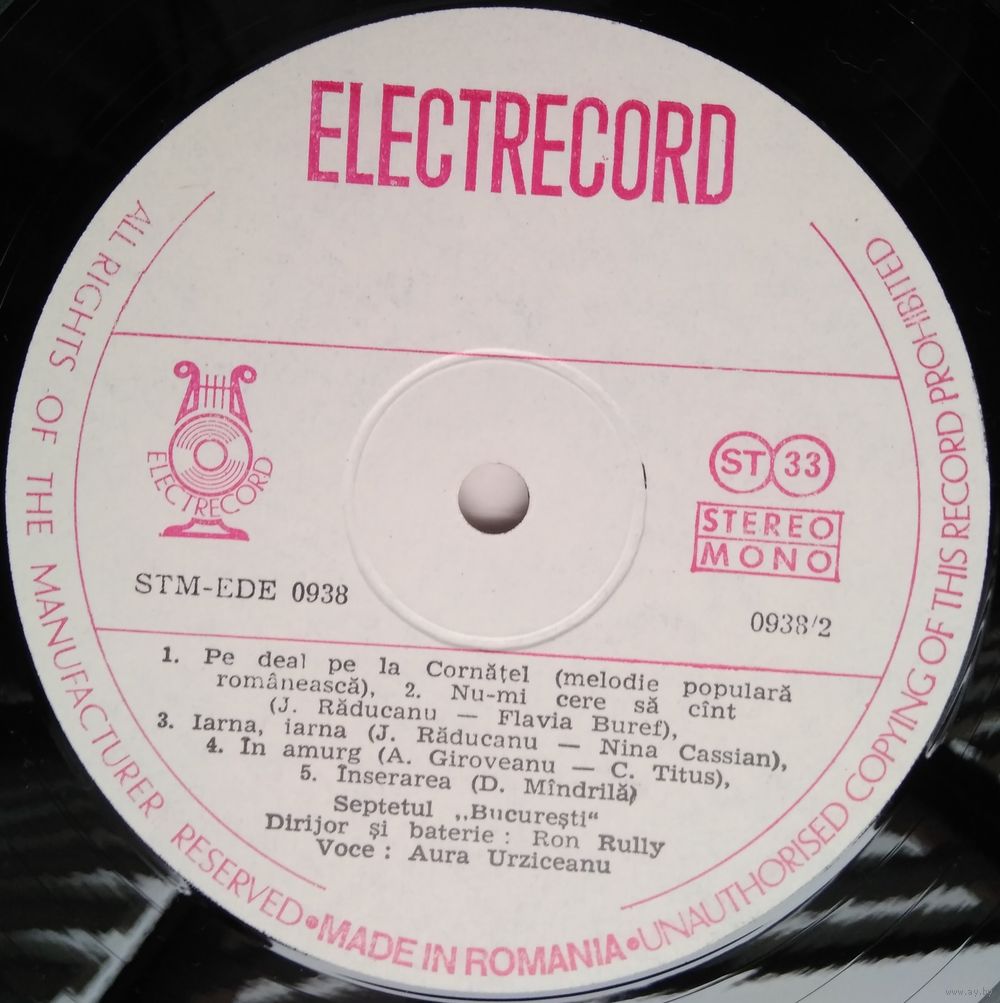 ELECTRECORD
ALL RIGHTS OF THE MANUFACTURER RESERVED • MADE IN ROMANIA • UNAUTHORISED COPYING OF THIS RECORD PROHIBITED
ELECTRECORD
ST 33
STEREO
MONO
STM-EDE 0938
0938/2
1. Pe deal pe la Cornățel (melodie populară
românească), 2. Nu-mi cere să cînt
(J. Răducanu — Flavia Buref),
3. Iarna, iarna (J. Răducanu — Nina Cassian),
4. În amurg (A. Giroveanu — C. Titus),
5. Înserarea (D. Mîndrilă)
Septetul „București“
Dirijor și baterie : Ron Rully
Voce : Aura Urziceanu
www.ay.by